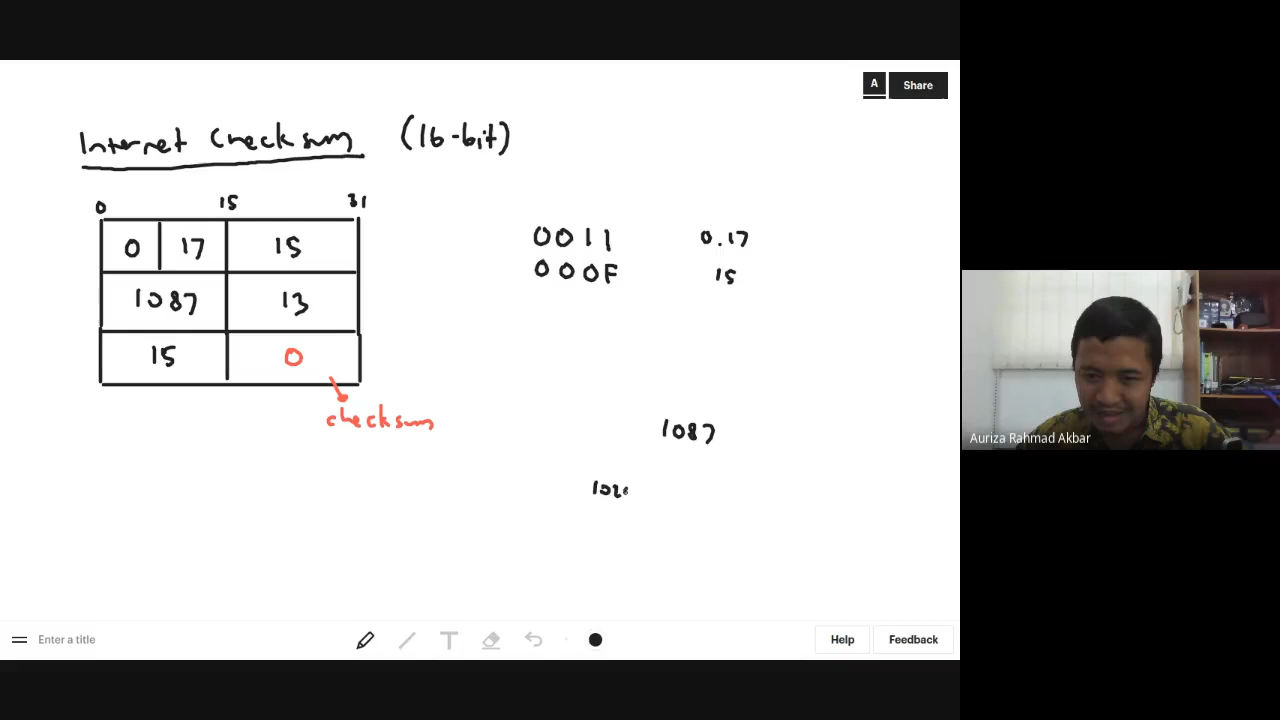 A Share
Internet Checksum (16-bit)
0 15 31
0 17 15
0011 0.17
000F 15
1087 13
15 0
checksum
1087
102
Auriza Rahmad Akbar
Enter a title
T
Help Feedback